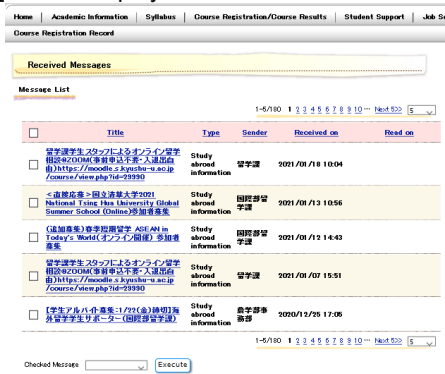 Home Academic Information Syllabus Course Registration/Course Results Student Support Job S
Course Registration Record
Received Messages
Message List
1-5/180 1 2 3 4 5 6 7 8 9 10 … Next 5>> 5
Title Type Sender Received on Read on
留学課学生スタッフによるオンライン留学
相談@ZOOM(事前申込不要・入退出自
由)https://moodle.s.kyushu-u.ac.jp
/course/view.php?id=29990
Study
abroad
information
留学課
2021/01/18 10:04
<直接応募>国立清華大学2021
National Tsing Hua University Global
Summer School (Online)参加者募集
Study
abroad
information
国際部留
学課
2021/01/13 10:56
(追加募集)春季短期留学 ASEAN in
Today's World(オンライン開催) 参加者
募集
Study
abroad
information
国際部留
学課
2021/01/12 14:43
留学課学生スタッフによるオンライン留学
相談@ZOOM(事前申込不要・入退出自
由)https://moodle.s.kyushu-u.ac.jp
/course/view.php?id=29990
Study
abroad
information
留学課
2021/01/07 15:51
【学生アルバイト募集:1/22(金)締切】海
外留学学生サポーター(国際部留学課)
Study
abroad
information
農学部事
務部
2020/12/25 17:05
1-5/180 1 2 3 4 5 6 7 8 9 10 … Next 5>> 5
Checked Message Execute